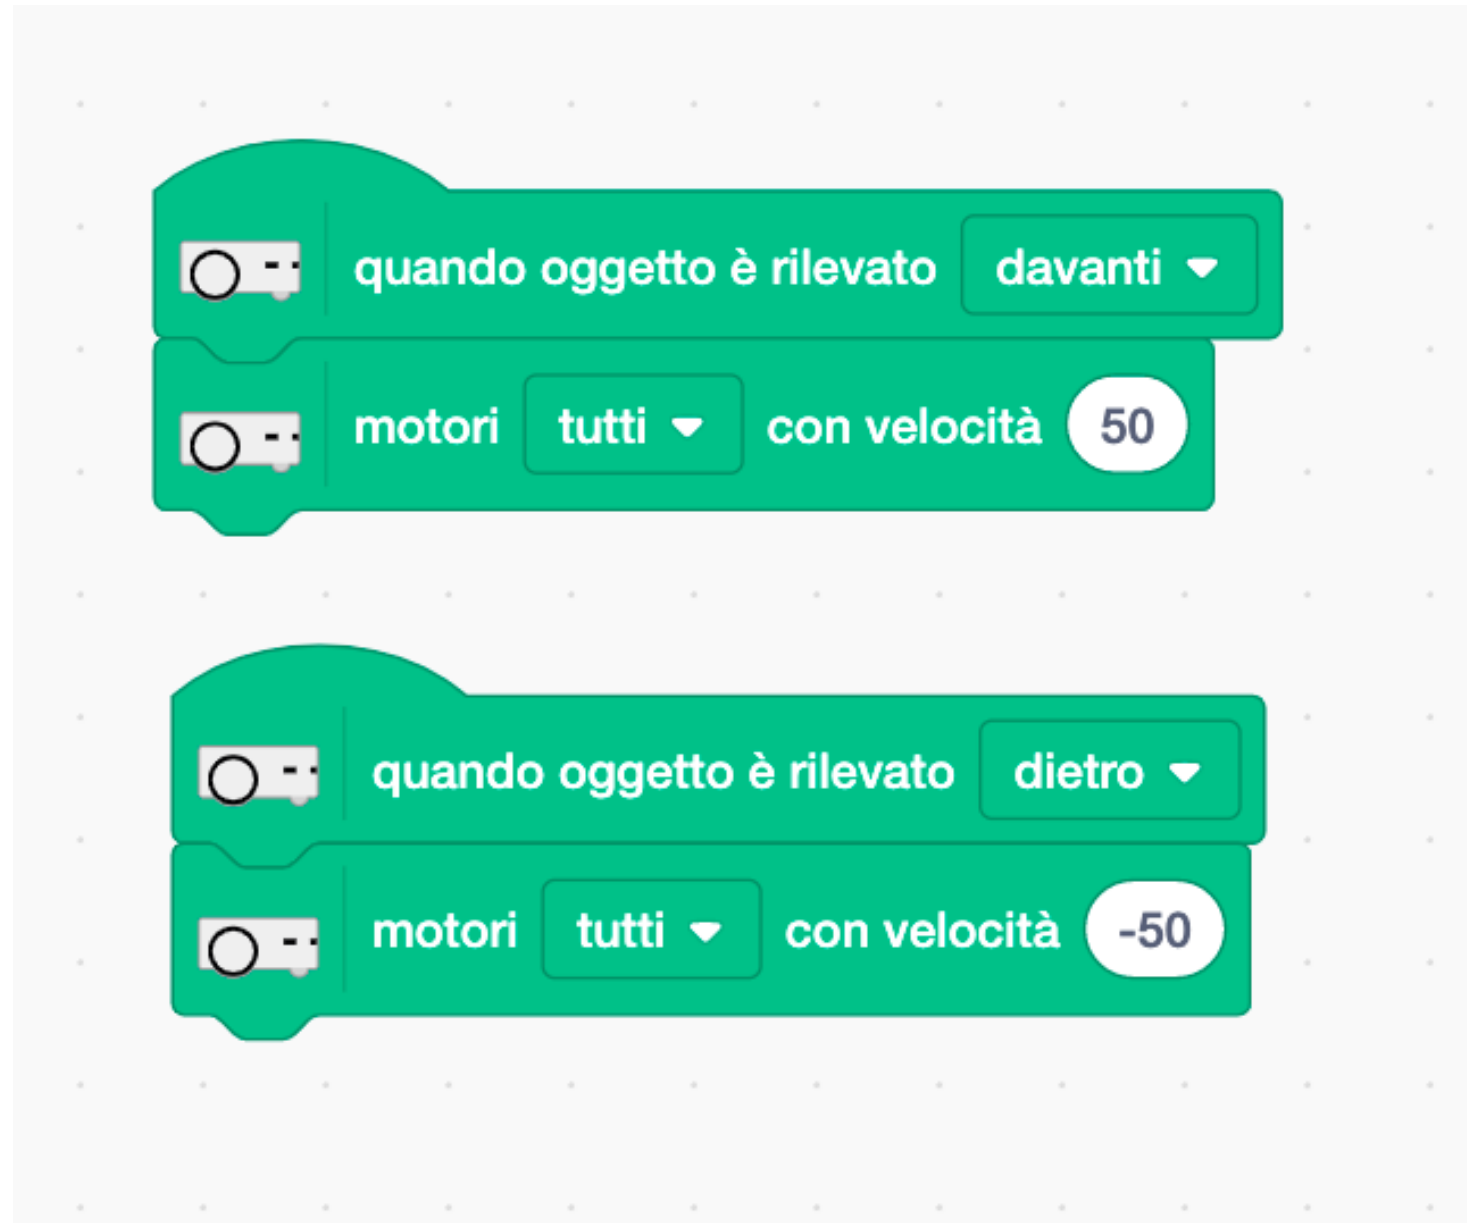 quando oggetto è rilevato davanti
motori tutti con velocità 50
quando oggetto è rilevato dietro
motori tutti con velocità -50